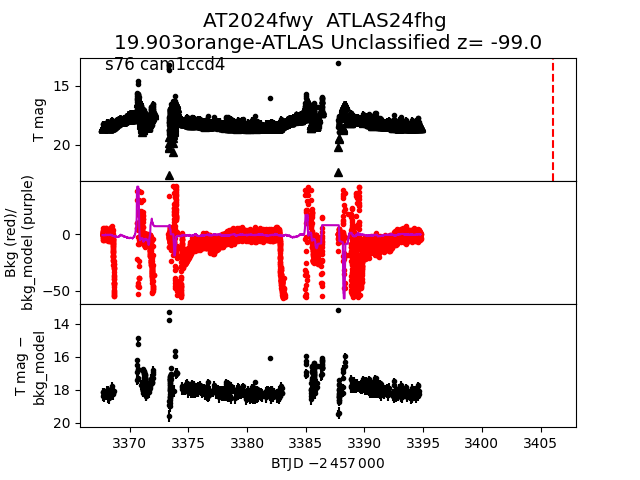 AT2024fwy  ATLAS24fhg
19.903orange-ATLAS Unclassified z= -99.0
s76 cam1ccd4
T mag
15
20
Bkg (red)/
bkg_model (purple)
0
−50
T mag −
bkg_model
14
16
18
20
3370 3375 3380 3385 3390 3395 3400 3405
BTJD −2 457 000